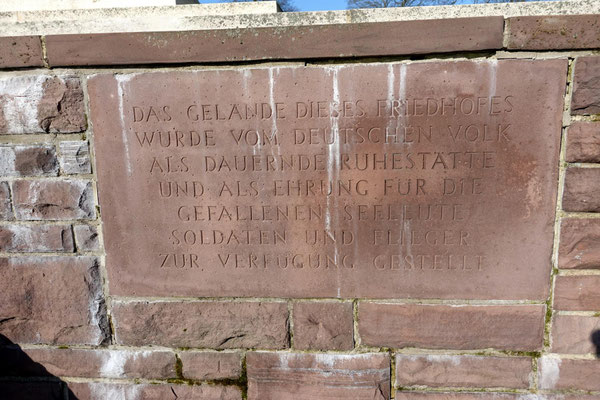 DAS GELÄNDE DIESES FRIEDHOFES
WURDE VOM DEUTSCHEN VOLK
ALS DAUERNDE RUHESTÄTTE
UND ALS EHRUNG FÜR DIE
GEFALLENEN SEELEUTE
SOLDATEN UND FLIEGER
ZUR VERFÜGUNG GESTELLT